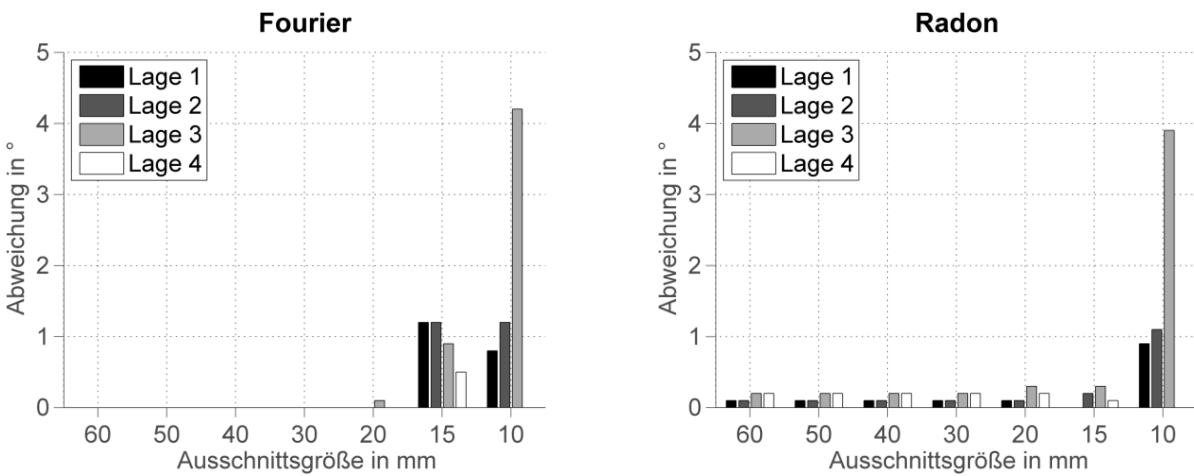 Fourier
5
4
3
2
1
0
Abweichung in °
Lage 1
Lage 2
Lage 3
Lage 4
60 50 40 30 20 15 10
Ausschnittsgröße in mm
Radon
5
4
3
2
1
0
Abweichung in °
Lage 1
Lage 2
Lage 3
Lage 4
60 50 40 30 20 15 10
Ausschnittsgröße in mm